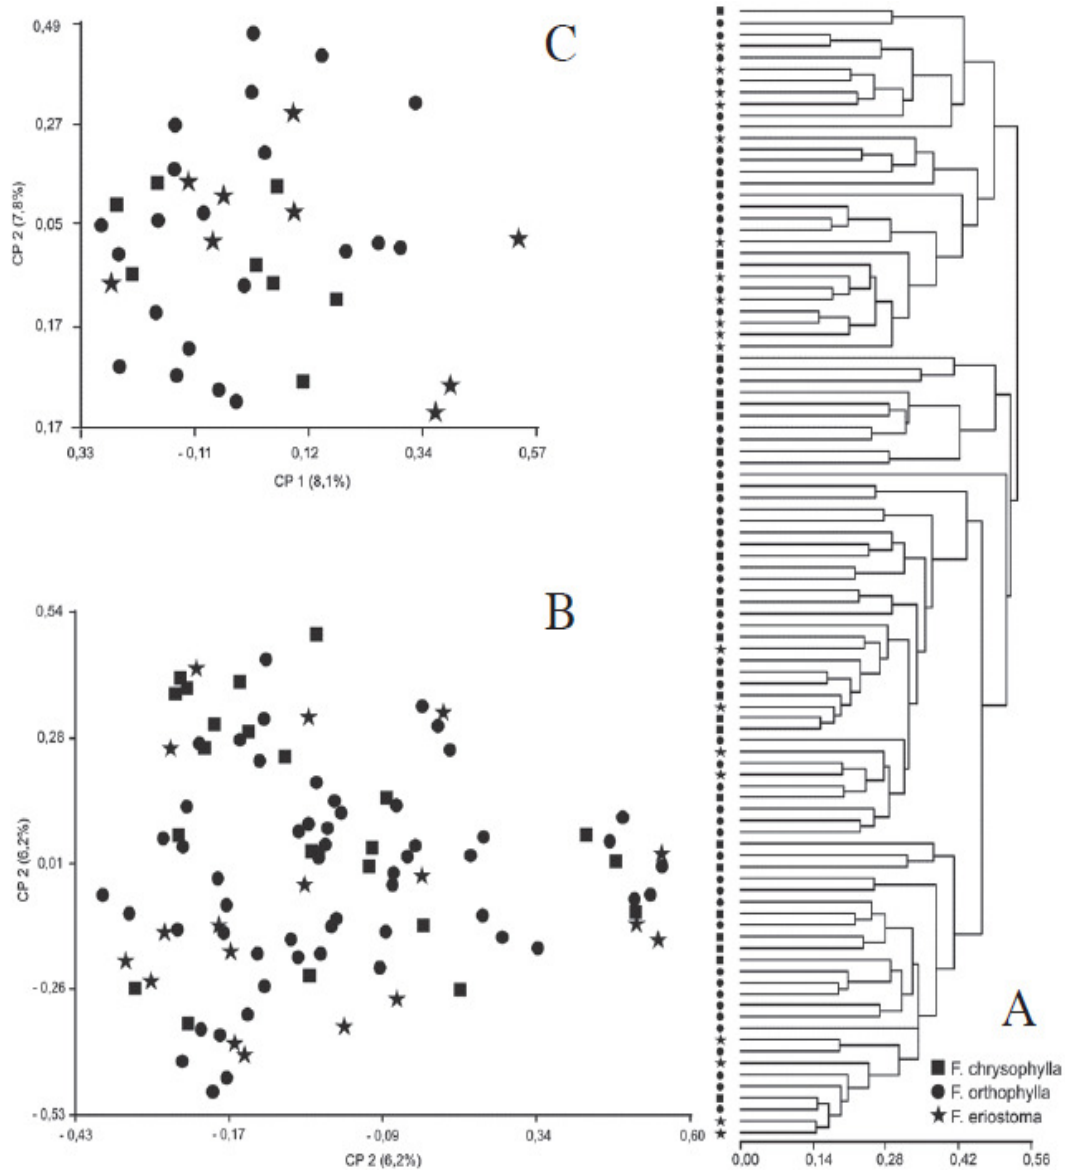 C
0,49
0,27
0,05
0,17
0,17
CP 2 (7,8%)
0,33 -0,11 0,12 0,34 0,57
CP 1 (8,1%)
B
0,54
0,28
0,01
-0,26
-0,53
CP 2 (6,2%)
-0,43 -0,17 -0,09 0,34 0,60
CP 2 (6,2%)
A
F. chrysophylla
F. orthophylla
F. eriostoma
0,00 0,14 0,28 0,42 0,56